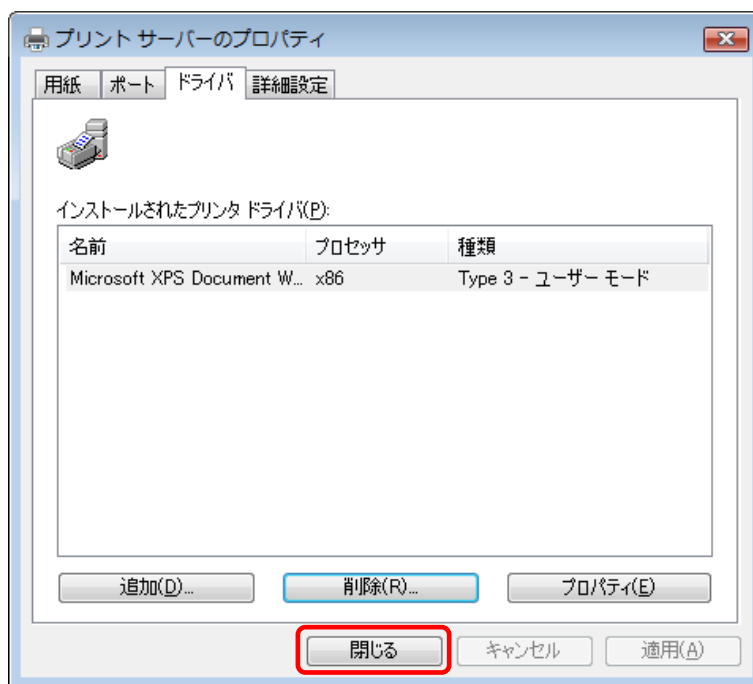 プリント サーバーのプロパティ
用紙 ポート ドライバ 詳細設定
インストールされたプリンタ ドライバ(P):
名前 プロセッサ 種類
Microsoft XPS Document W... x86 Type 3 - ユーザー モード
追加(D)... 削除(R)... プロパティ(E)
閉じる キャンセル 適用(A)